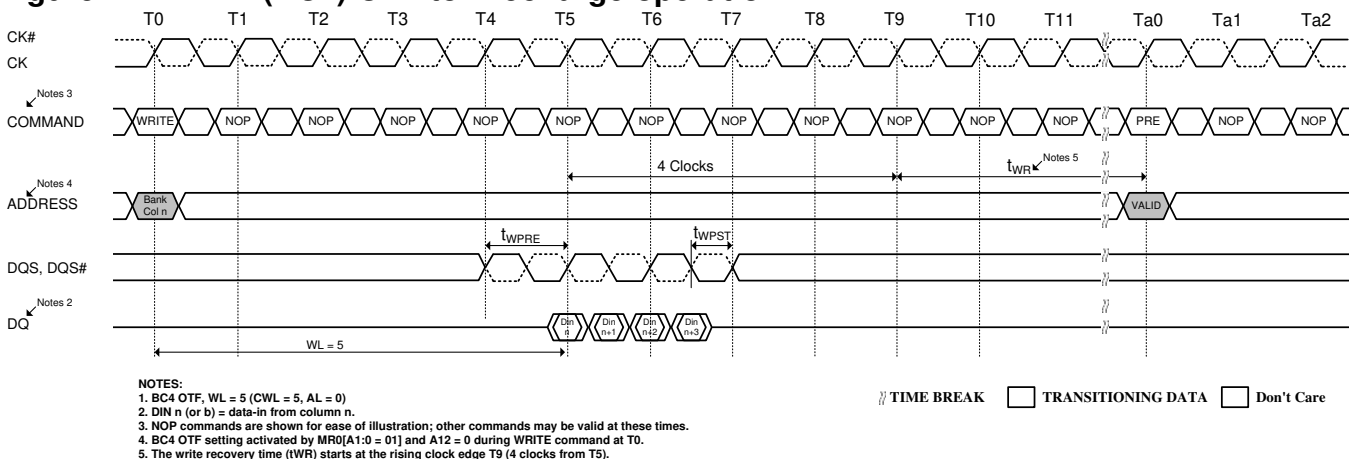 T0 T1 T2 T3 T4 T5 T6 T7 T8 T9 T10 T11 Ta0 Ta1 Ta2
CK#
CK
Notes 3
COMMAND
WRITE NOP NOP NOP NOP NOP NOP NOP NOP NOP NOP NOP PRE NOP NOP
4 Clocks
tWR
Notes 5
Notes 4
ADDRESS
Bank
Col n
VALID
tWPRE
tWPST
DQS, DQS#
Notes 2
DQ
Din
n
Din
n+1
Din
n+2
Din
n+3
WL = 5
NOTES:
1. BC4 OTF, WL = 5 (CWL = 5, AL = 0)
2. DIN n (or b) = data-in from column n.
3. NOP commands are shown for ease of illustration; other commands may be valid at these times.
4. BC4 OTF setting activated by MR0[A1:0 = 01] and A12 = 0 during WRITE command at T0.
5. The write recovery time (tWR) starts at the rising clock edge T9 (4 clocks from T5).
TIME BREAK
TRANSITIONING DATA
Don't Care